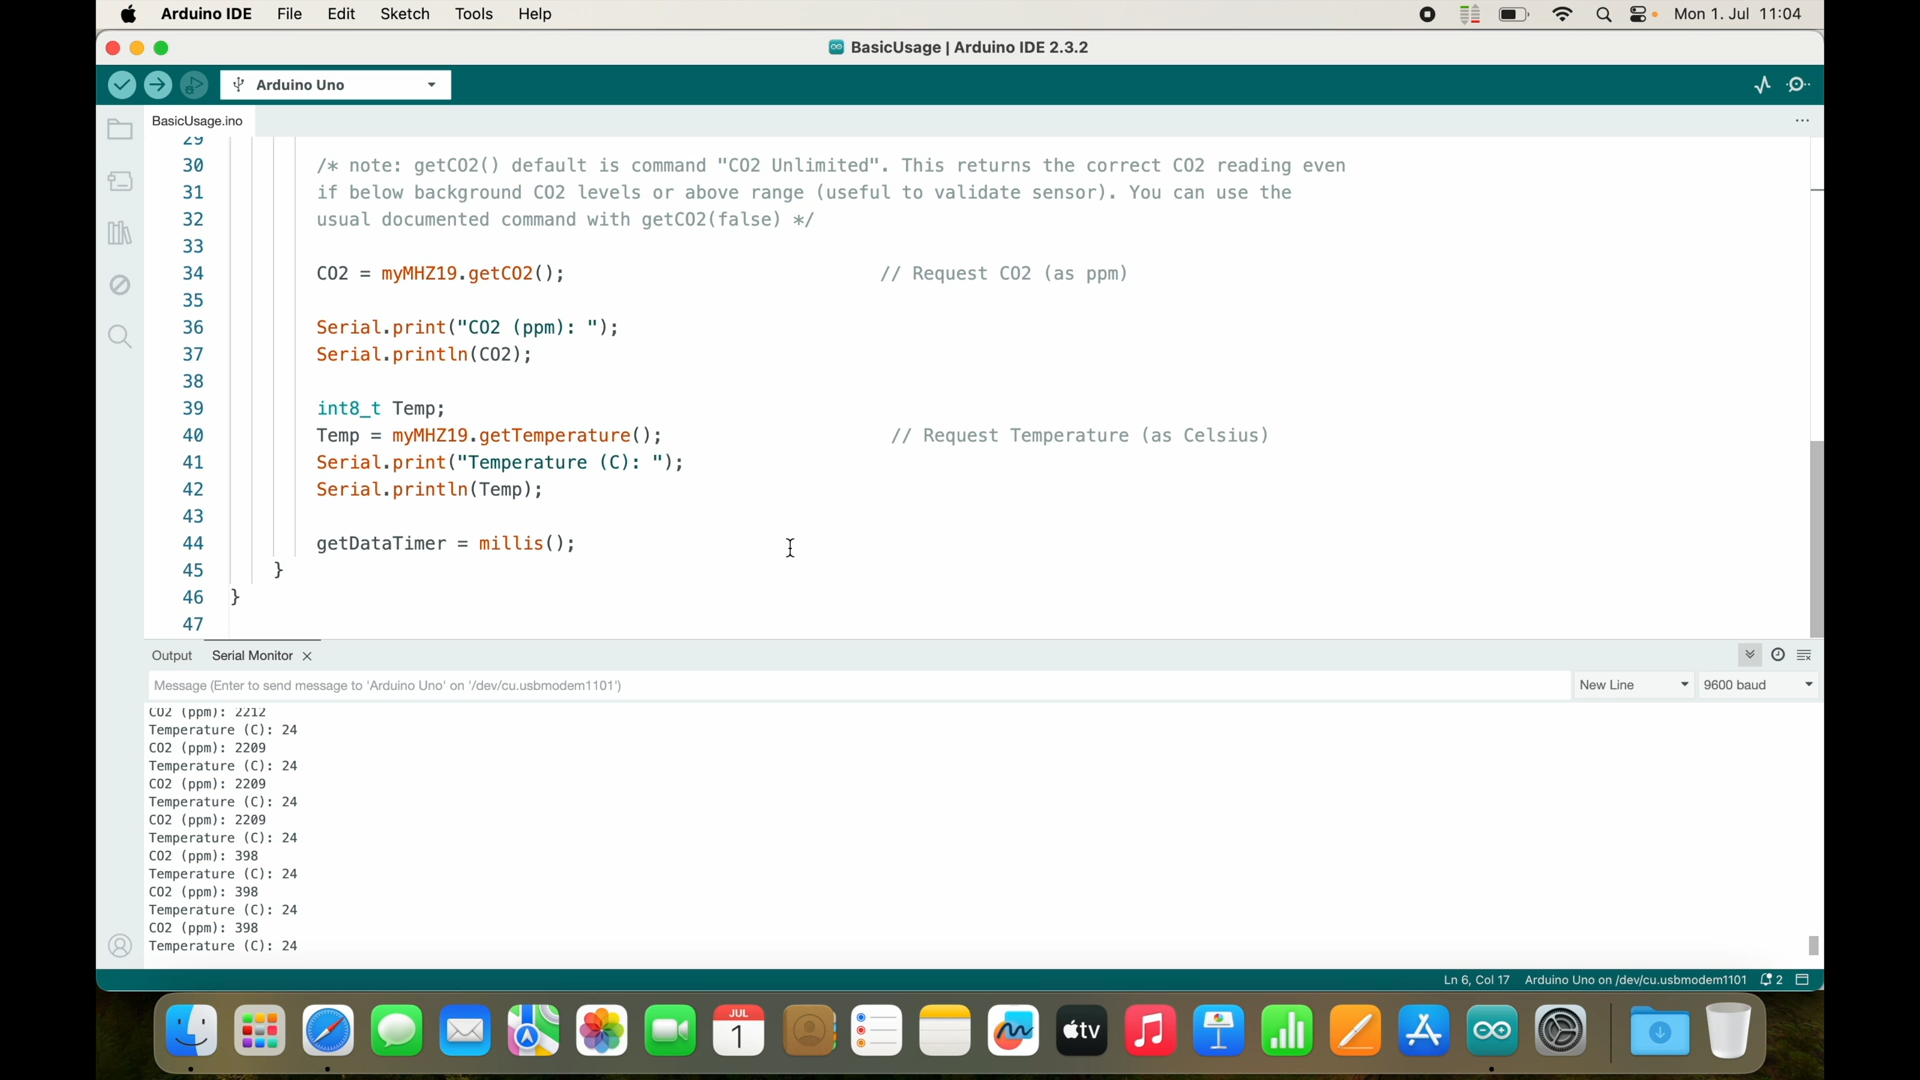 Arduino IDE File Edit Sketch Tools Help Mon 1. Jul 11:04
BasicUsage | Arduino IDE 2.3.2
Arduino Uno
BasicUsage.ino
29
30 /* note: getCO2() default is command "CO2 Unlimited". This returns the correct CO2 reading even
31 if below background CO2 levels or above range (useful to validate sensor). You can use the
32 usual documented command with getCO2(false) */
33
34 CO2 = myMHZ19.getCO2(); // Request CO2 (as ppm)
35
36 Serial.print("CO2 (ppm): ");
37 Serial.println(CO2);
38
39 int8_t Temp;
40 Temp = myMHZ19.getTemperature(); // Request Temperature (as Celsius)
41 Serial.print("Temperature (C): ");
42 Serial.println(Temp);
43
44 getDataTimer = millis();
45 }
46 }
47
Output Serial Monitor
Message (Enter to send message to 'Arduino Uno' on '/dev/cu.usbmodem1101') New Line 9600 baud
CO2 (ppm): 2212
Temperature (C): 24
CO2 (ppm): 2209
Temperature (C): 24
CO2 (ppm): 2209
Temperature (C): 24
CO2 (ppm): 2209
Temperature (C): 24
CO2 (ppm): 398
Temperature (C): 24
CO2 (ppm): 398
Temperature (C): 24
CO2 (ppm): 398
Temperature (C): 24
Ln 6, Col 17 Arduino Uno on /dev/cu.usbmodem1101 2
JUL
1
tv